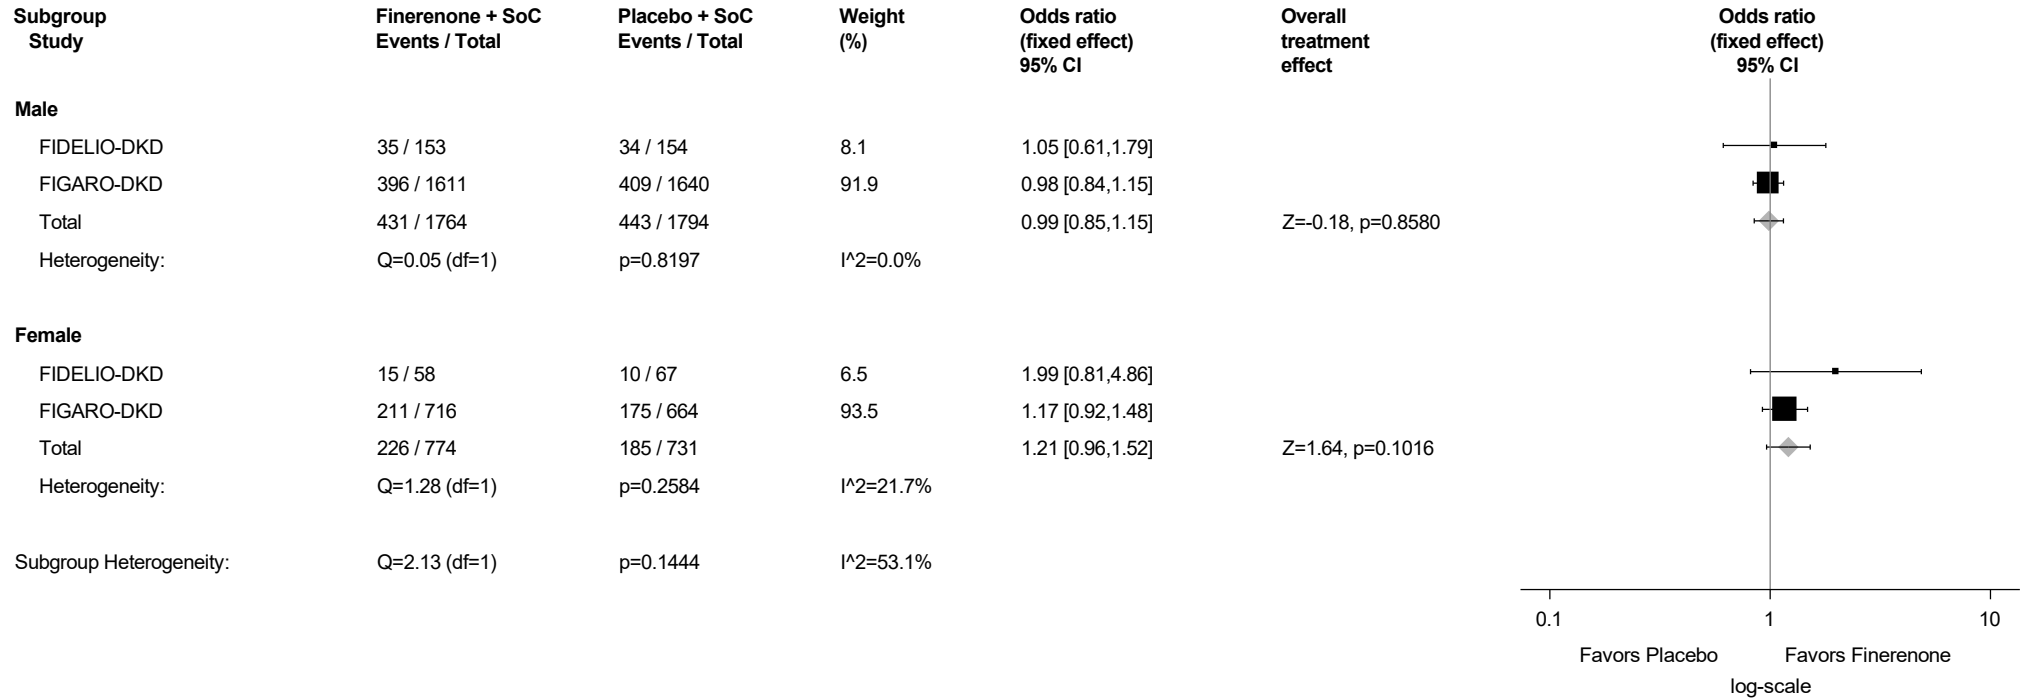 Subgroup Finerenone + SoC Placebo + SoC Weight Odds ratio Overall Odds ratio
Study Events / Total Events / Total (%) (fixed effect) treatment (fixed effect)
95% CI effect 95% CI
Male
FIDELIO-DKD 35 / 153 34 / 154 8.1 1.05 [0.61,1.79]
FIGARO-DKD 396 / 1611 409 / 1640 91.9 0.98 [0.84,1.15]
Total 431 / 1764 443 / 1794 0.99 [0.85,1.15] Z=-0.18, p=0.8580
Heterogeneity: Q=0.05 (df=1) p=0.8197 I^2=0.0%
Female
FIDELIO-DKD 15 / 58 10 / 67 6.5 1.99 [0.81,4.86]
FIGARO-DKD 211 / 716 175 / 664 93.5 1.17 [0.92,1.48]
Total 226 / 774 185 / 731 1.21 [0.96,1.52] Z=1.64, p=0.1016
Heterogeneity: Q=1.28 (df=1) p=0.2584 I^2=21.7%
Subgroup Heterogeneity: Q=2.13 (df=1) p=0.1444 I^2=53.1%
0.1 1 10
Favors Placebo Favors Finerenone
log-scale